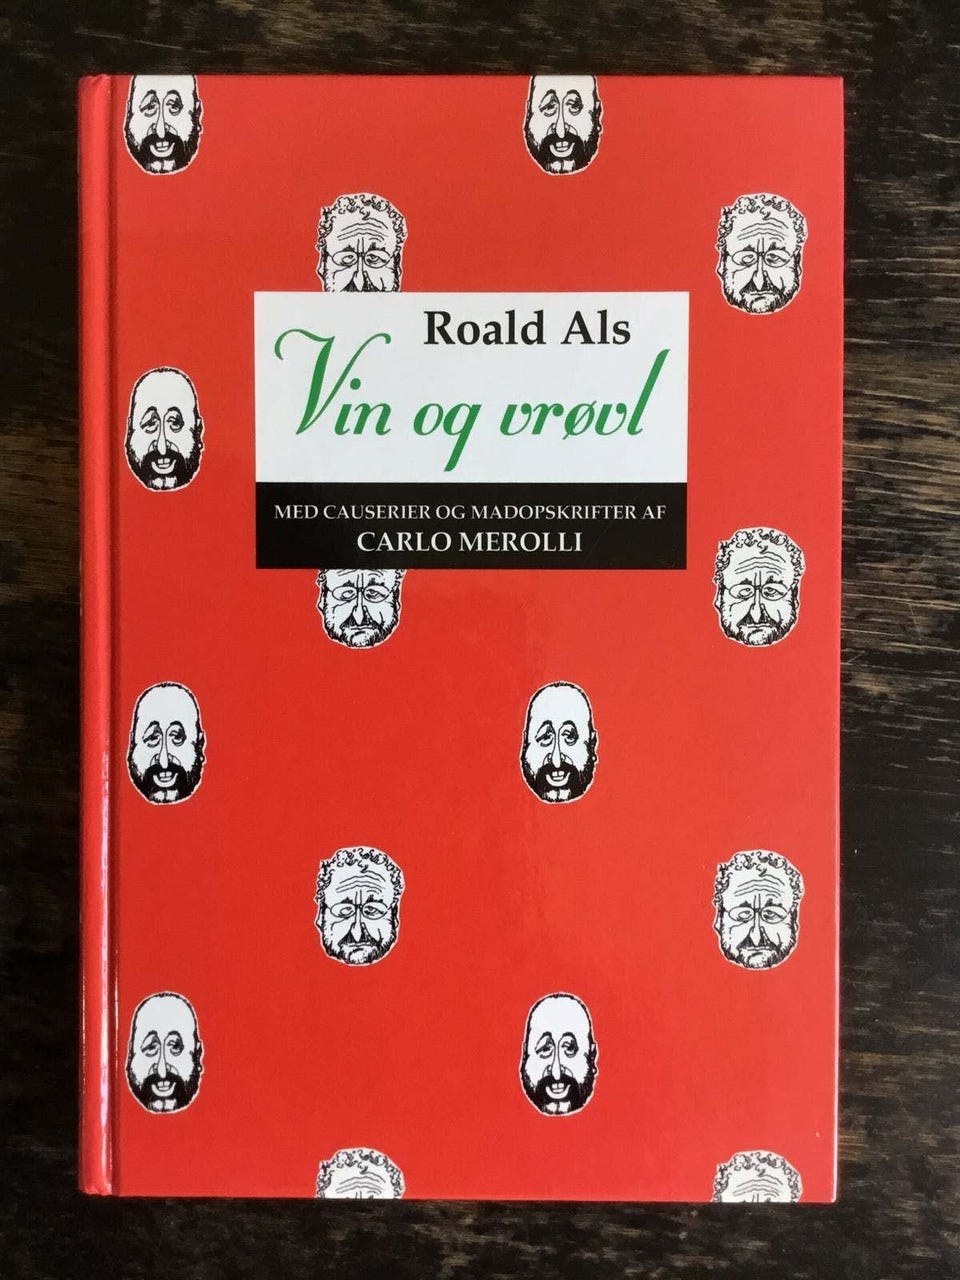 Roald Als
Vin og vrøvl
MED CAUSERIER OG MADOPSKRIFTER AF
CARLO MEROLLI